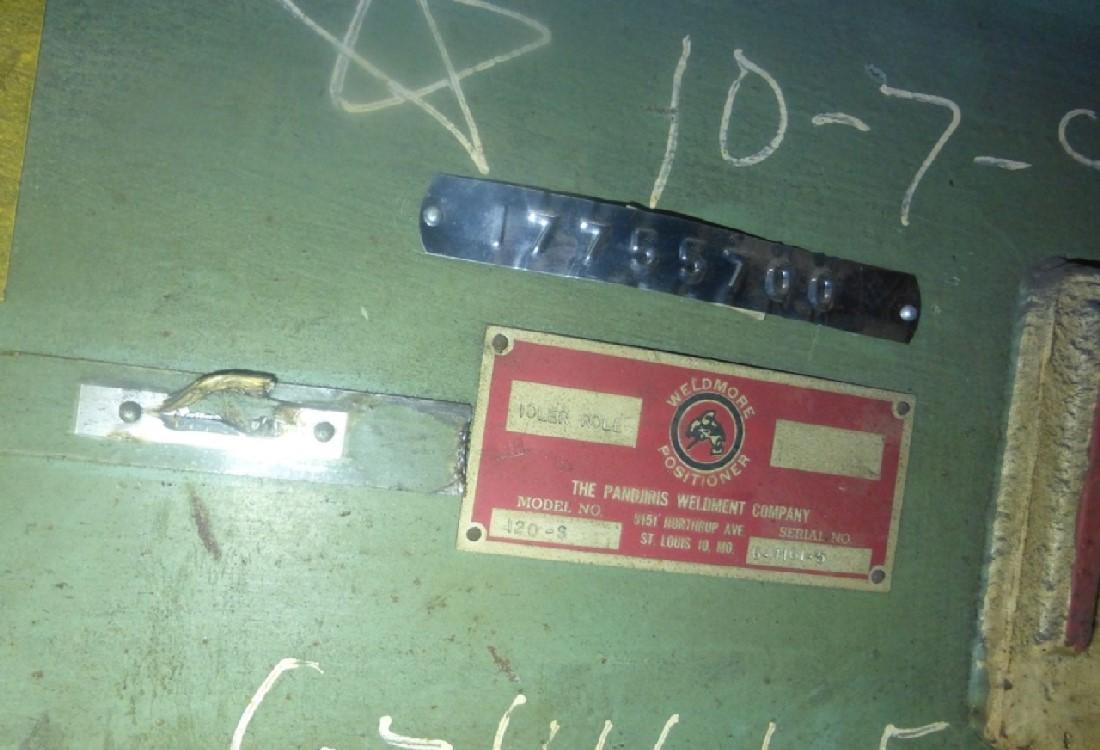 10-7-
17755700
IDLER ROLL
WELDMORE
POSITIONER
THE PANDJIRIS WELDMENT COMPANY
MODEL NO.
5151 NORTHRUP AVE.
SERIAL NO.
120-S
ST LOUIS 10, MO.